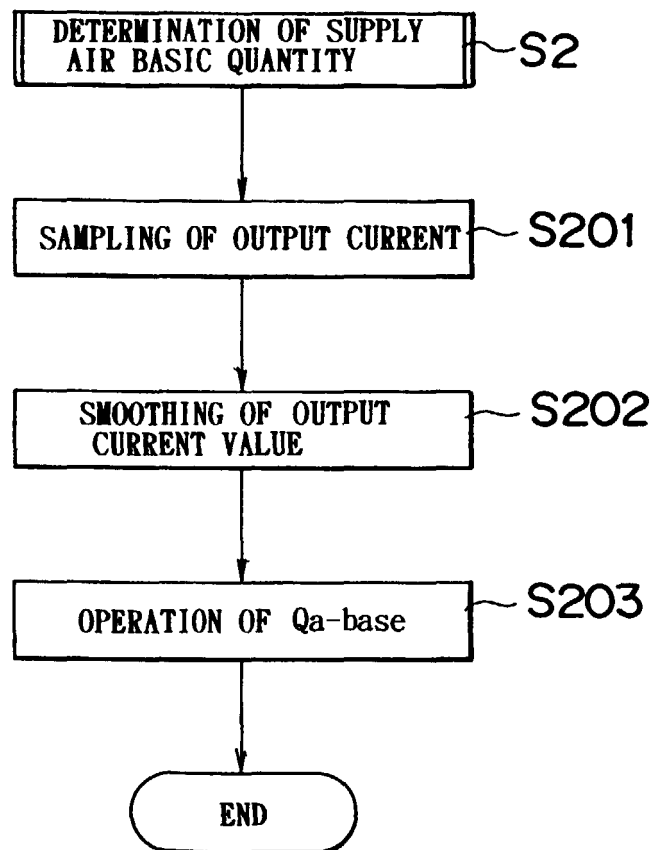 DETERMINATION OF SUPPLY
AIR BASIC QUANTITY
S2
SAMPLING OF OUTPUT CURRENT
S201
SMOOTHING OF OUTPUT
CURRENT VALUE
S202
OPERATION OF Qa-base
S203
END